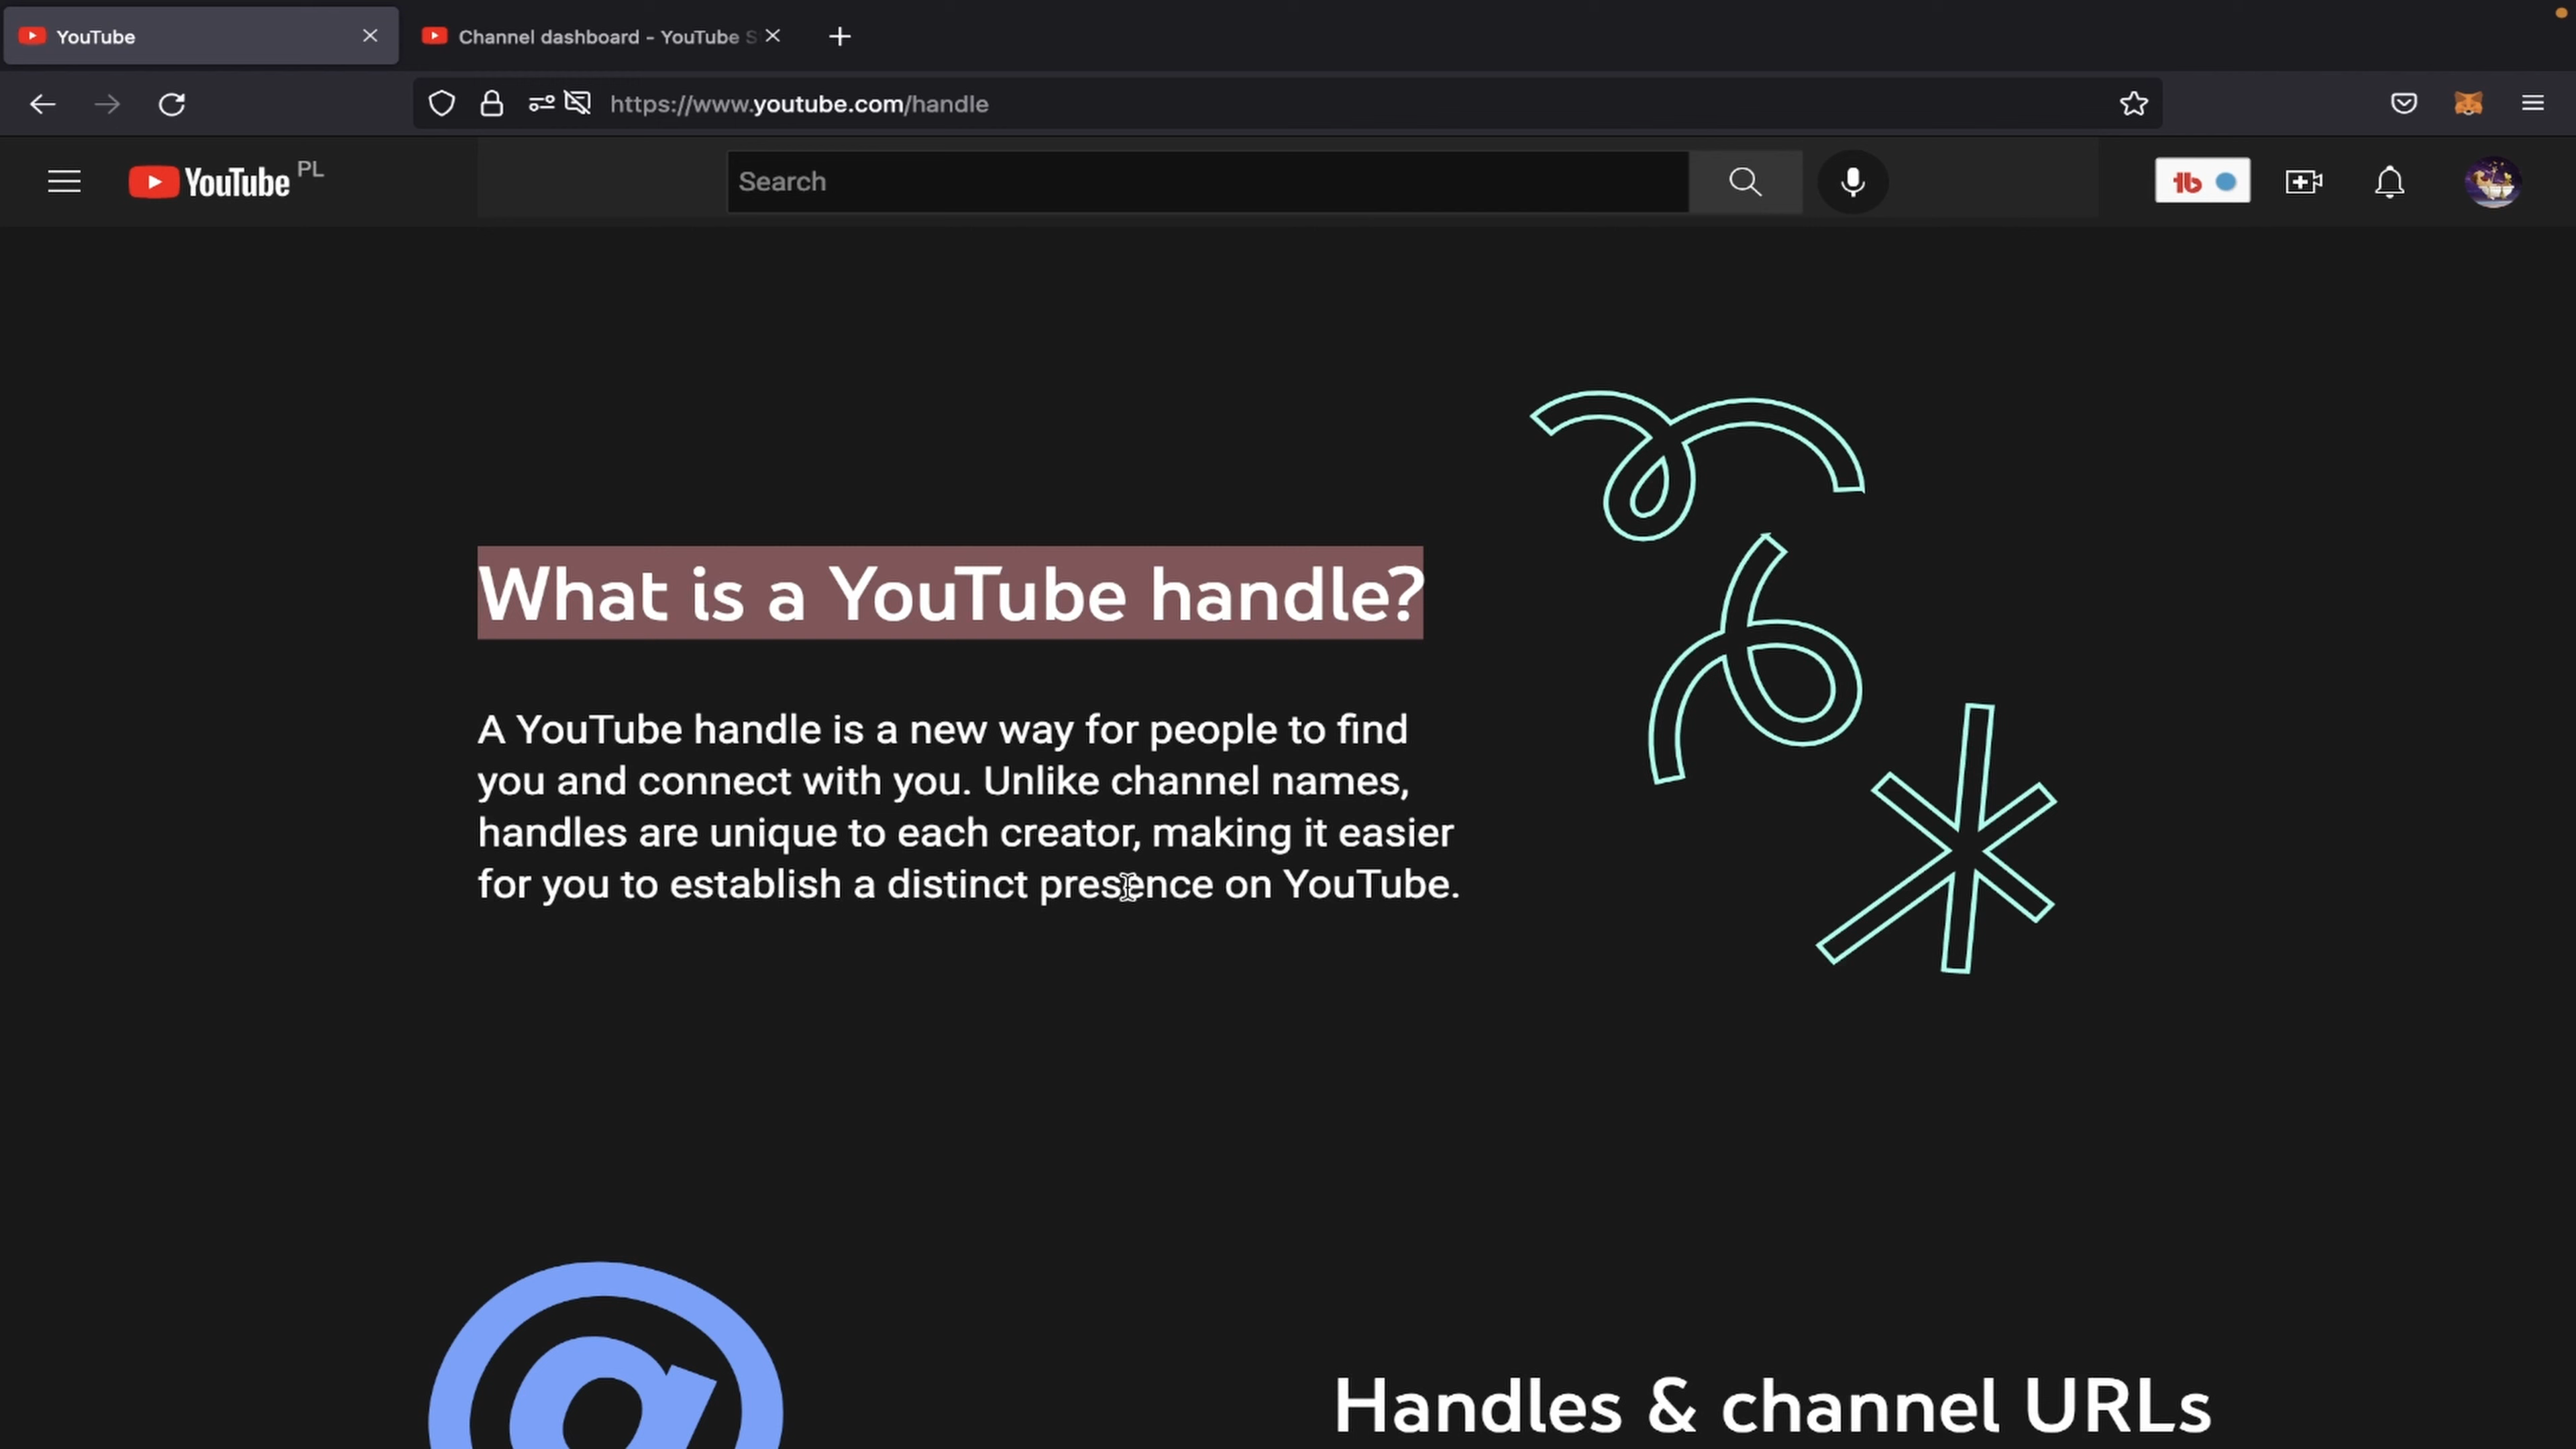 YouTube
Channel dashboard - YouTube S
https://www.youtube.com/handle
YouTube PL
Search
tb
What is a YouTube handle?
A YouTube handle is a new way for people to find
you and connect with you. Unlike channel names,
handles are unique to each creator, making it easier
for you to establish a distinct presence on YouTube.
@
Handles & channel URLs